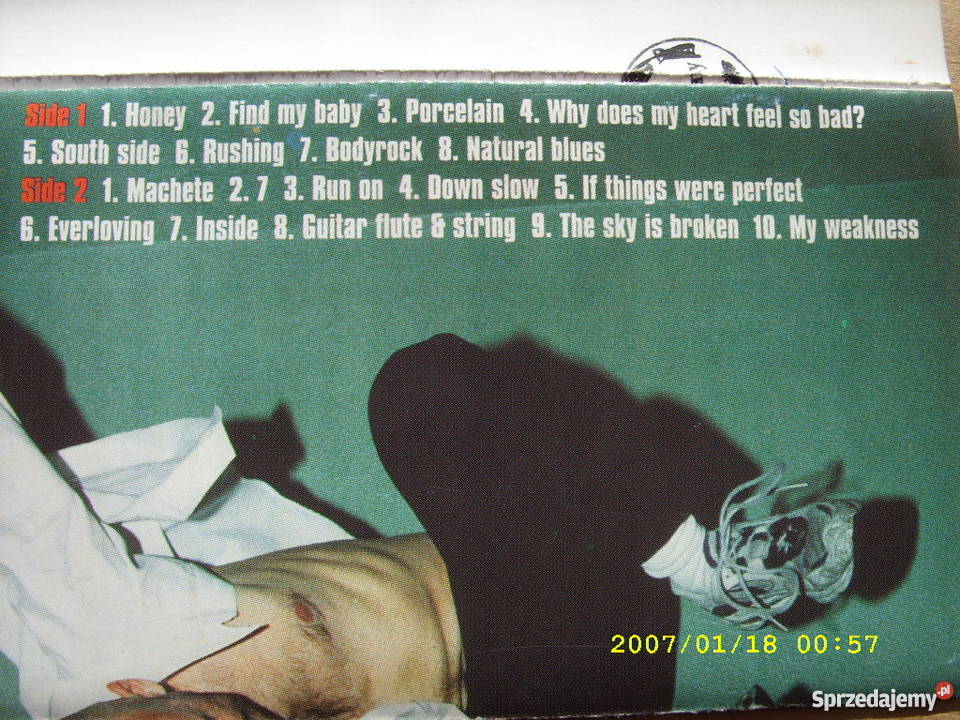 Side 1 1. Honey 2. Find my baby 3. Porcelain 4. Why does my heart feel so bad?
5. South side 6. Rushing 7. Bodyrock 8. Natural blues
Side 2 1. Machete 2. 7 3. Run on 4. Down slow 5. If things were perfect
6. Everloving 7. Inside 8. Guitar flute & string 9. The sky is broken 10. My weakness
2007/01/18 00:57
Sprzedajemy.pl